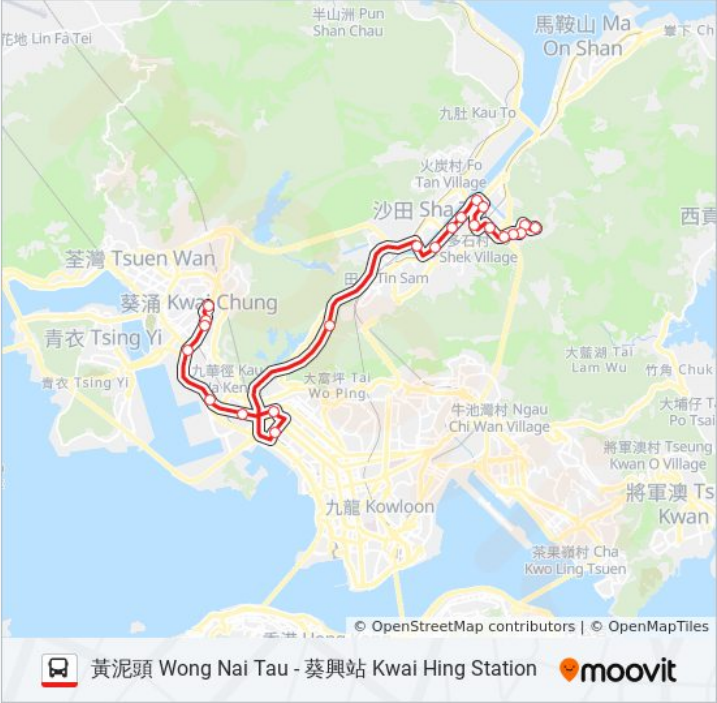 半山洲 Pun
Shan Chau
馬鞍山 Ma
On Shan
花地 Lin Fa Tei
九肚 Kau To
火炭村 Fo
Tan Village
沙田 Sha
西貢
多石村
Shek Village
荃灣 Tsuen Wan
田 Tin Sam
葵涌 Kwai Chung
青衣 Tsing Yi
大藍湖 Tai
Lam Wu
九華徑 Kau
Wa Keng
大窩坪 Tai
Wo Ping
竹角 Chuk
青衣 Tsing Yi
牛池灣村 Ngau
Chi Wan Village
大埔仔 T
Po Tsai
將軍澳村 Tseung
Kwan O Village
將軍澳 Ts
Kwan
九龍 Kowloon
茶果嶺村 Cha
Kwo Ling Tsuen
© OpenStreetMap contributors | © OpenMapTiles
黃泥頭 Wong Nai Tau - 葵興站 Kwai Hing Station
moovit